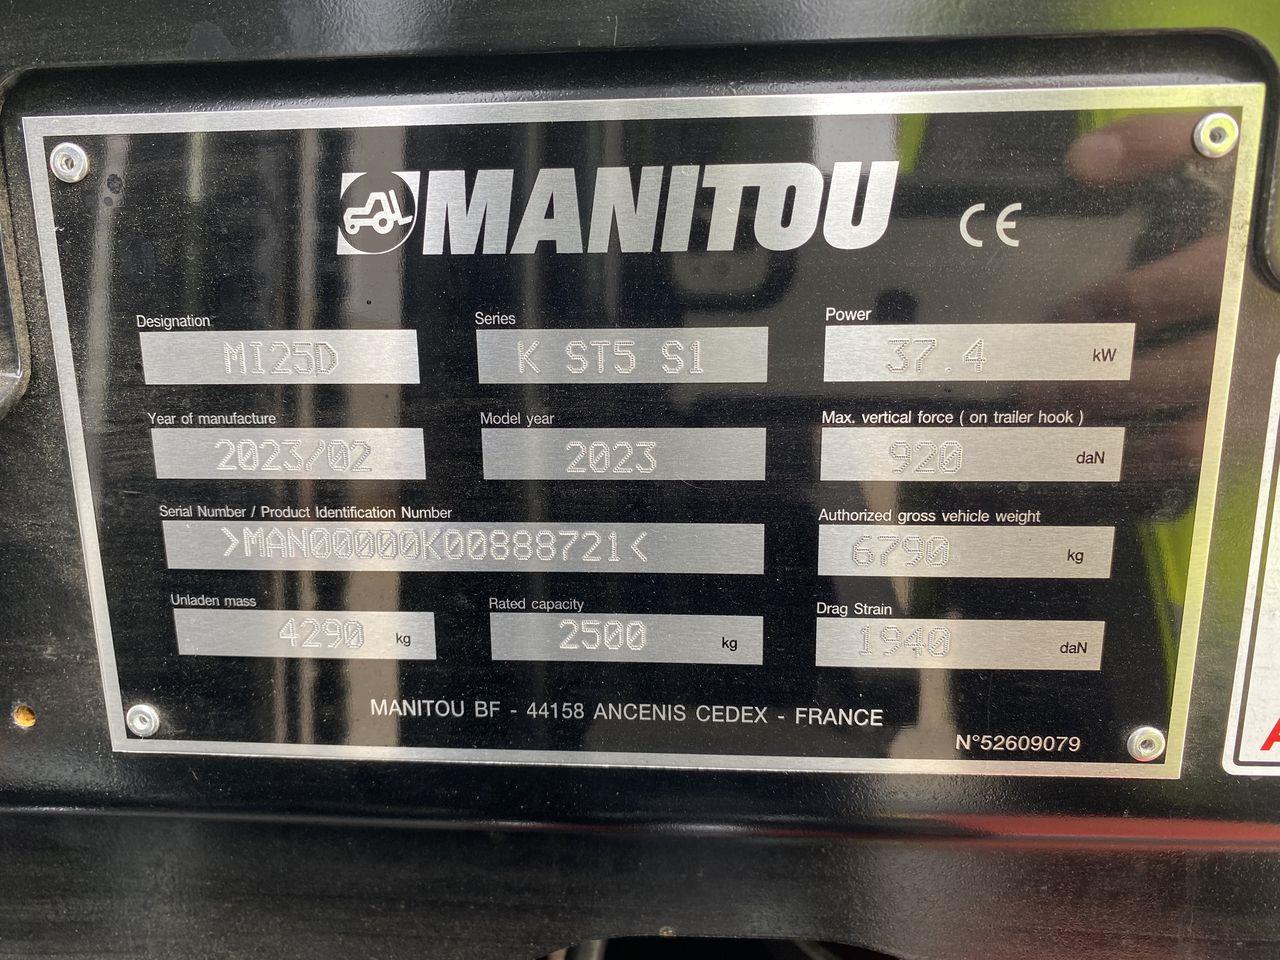 MANITOU CE
Designation Series Power
MI25D K ST5 S1 37.4 kW
Year of manufacture Model year Max. vertical force ( on trailer hook )
2023/02 2023 920 daN
Serial Number / Product Identification Number Authorized gross vehicle weight
>MAN00000K00888721< 6790 kg
Unladen mass Rated capacity Drag Strain
4290 kg 2500 kg 1940 daN
MANITOU BF - 44158 ANCENIS CEDEX - FRANCE
N°52609079